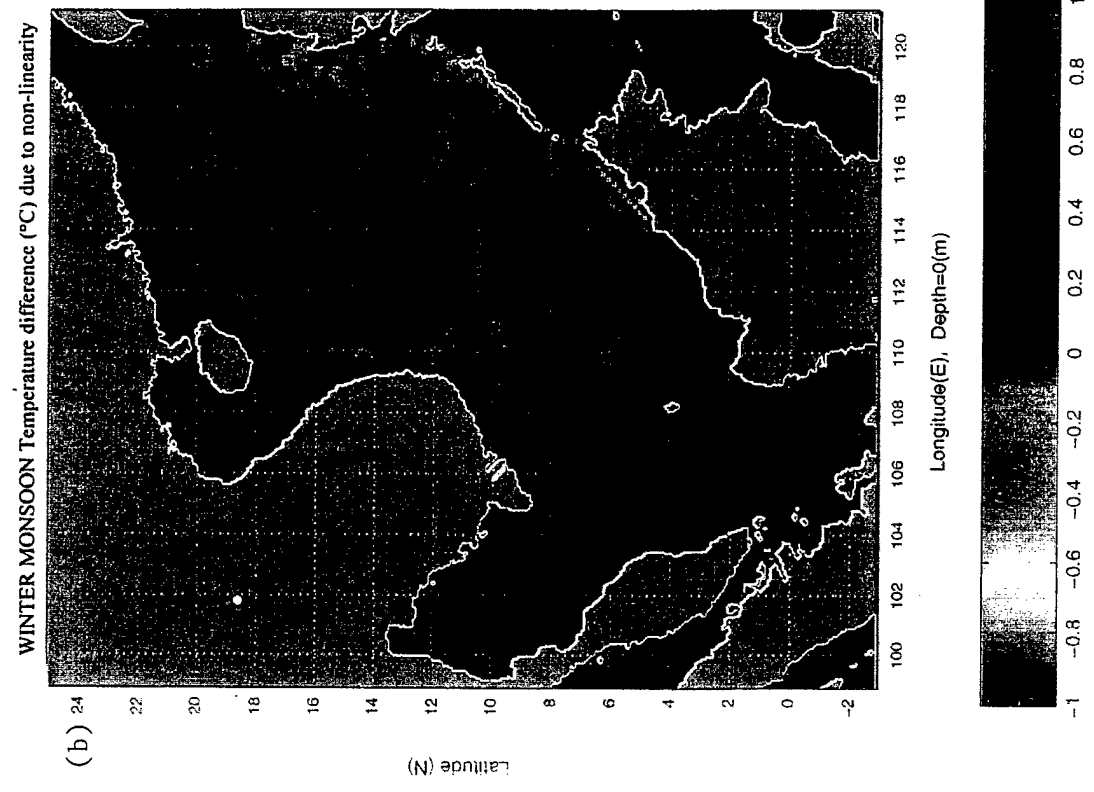 WINTER MONSOON Temperature difference (°C) due to non-linearity
(b)
24
22
20
18
16
14
12
10
8
6
4
2
0
-2
Latitude (N)
100 102 104 106 108 110 112 114 116 118 120
Longitude(E), Depth=0(m)
-1 -0.8 -0.6 -0.4 -0.2 0 0.2 0.4 0.6 0.8 1